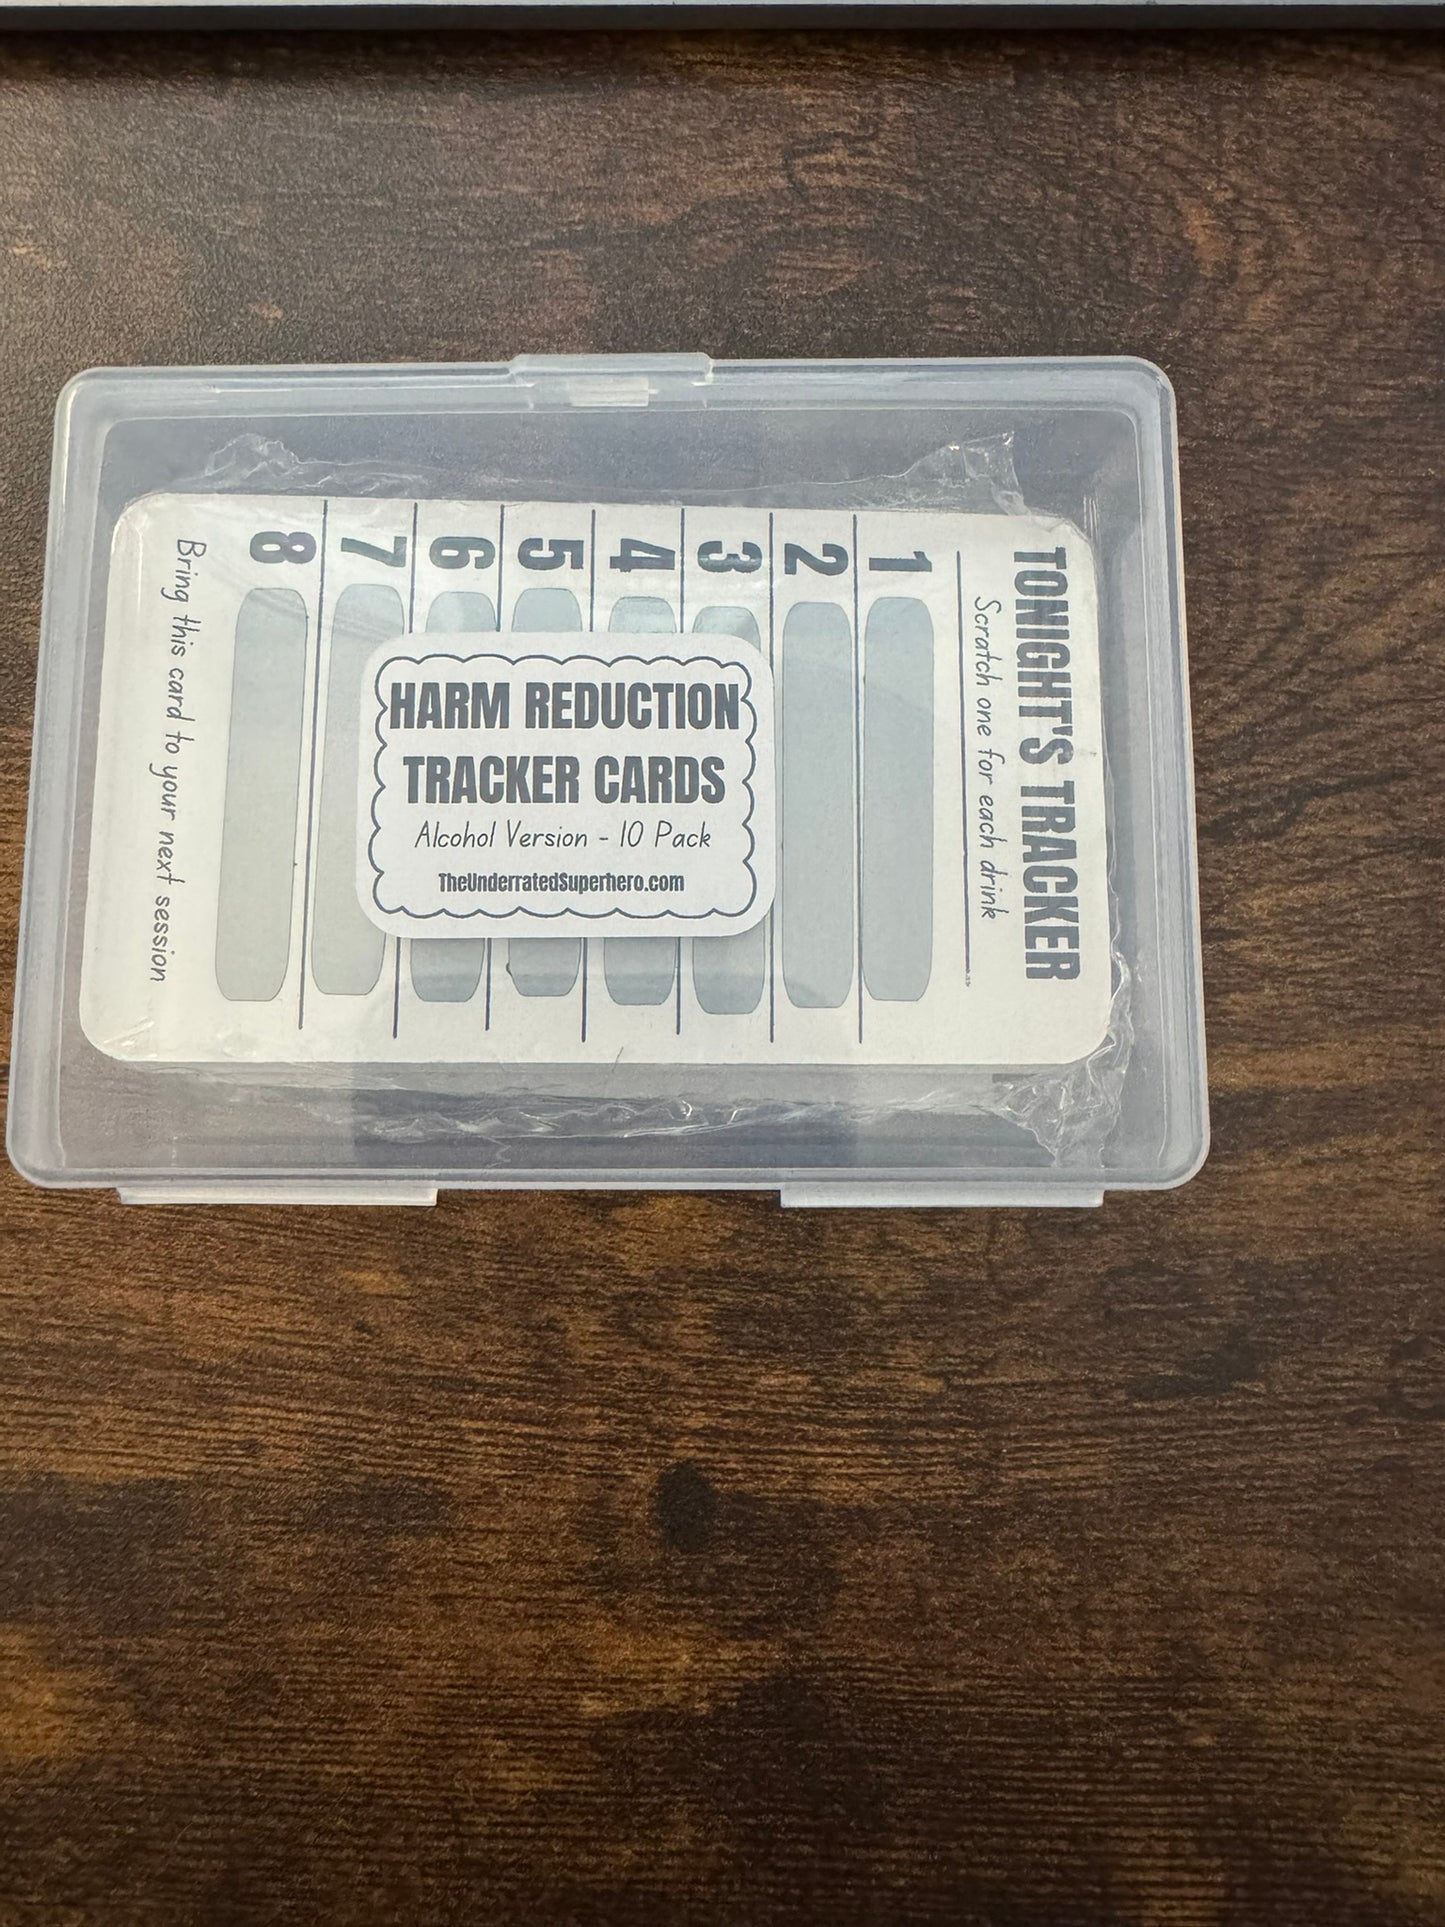 HARM REDUCTION
TRACKER CARDS
Alcohol Version - 10 Pack
TheUnderratedSuperhero.com
TONIGHT'S TRACKER
Scratch one for each drink
1
2
3
4
5
6
7
8
Bring this card to your next session